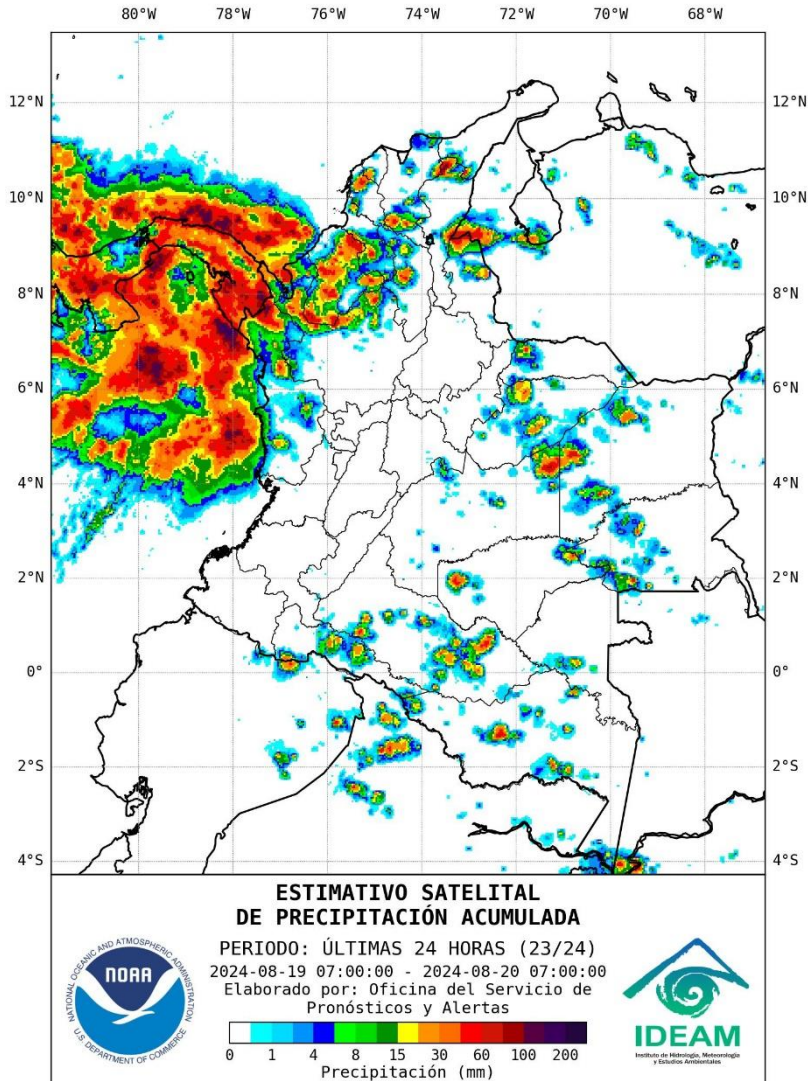 80°W 78°W 76°W 74°W 72°W 70°W 68°W
12°N 12°N
10°N 10°N
8°N 8°N
6°N 6°N
4°N 4°N
2°N 2°N
0° 0°
2°S 2°S
4°S 4°S
ESTIMATIVO SATELITAL
DE PRECIPITACIÓN ACUMULADA
PERIODO: ÚLTIMAS 24 HORAS (23/24)
2024-08-19 07:00:00 - 2024-08-20 07:00:00
Elaborado por: Oficina del Servicio de
Pronósticos y Alertas
0 1 4 8 15 30 60 100 200
Precipitación (mm)
NATIONAL OCEANIC AND ATMOSPHERIC ADMINISTRATION
NOAA
U.S. DEPARTMENT OF COMMERCE
IDEAM
Instituto de Hidrología, Meteorología
y Estudios Ambientales